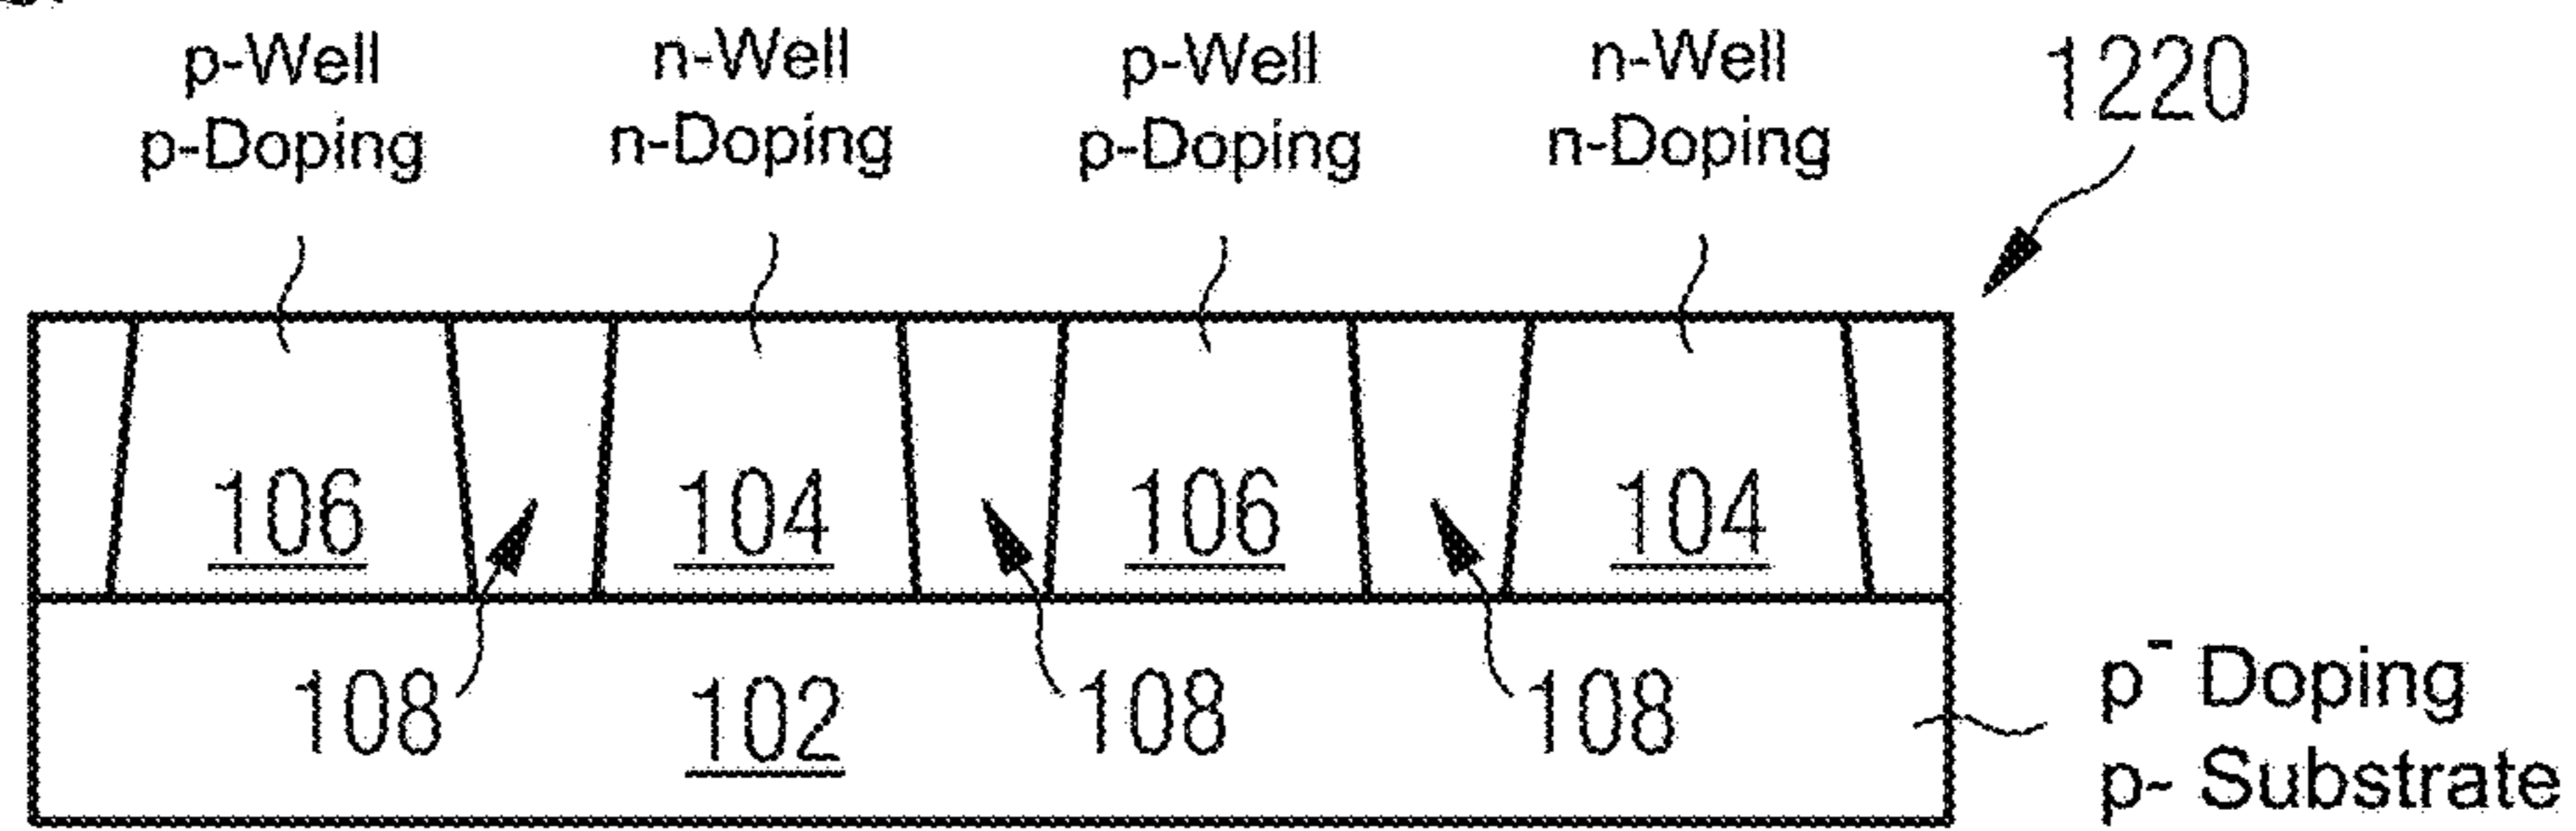 p-Well n-Well p-Well n-Well 1220
p-Doping n-Doping p-Doping n-Doping
106 104 106 104
108 102 108 108
p⁻ Doping
p- Substrate